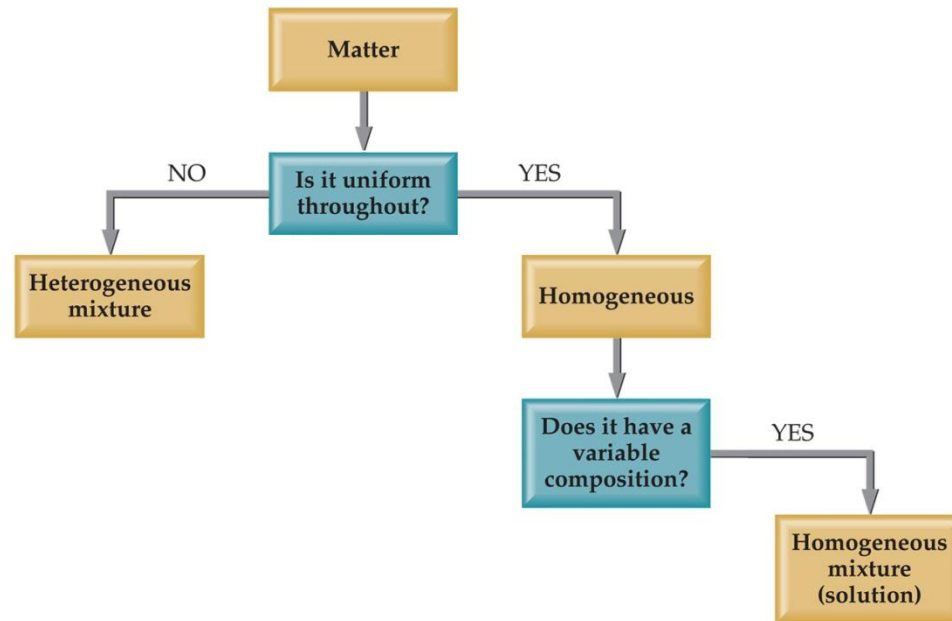 Matter
NO
Is it uniform
throughout?
YES
Heterogeneous
mixture
Homogeneous
Does it have a
variable
composition?
YES
Homogeneous
mixture
(solution)